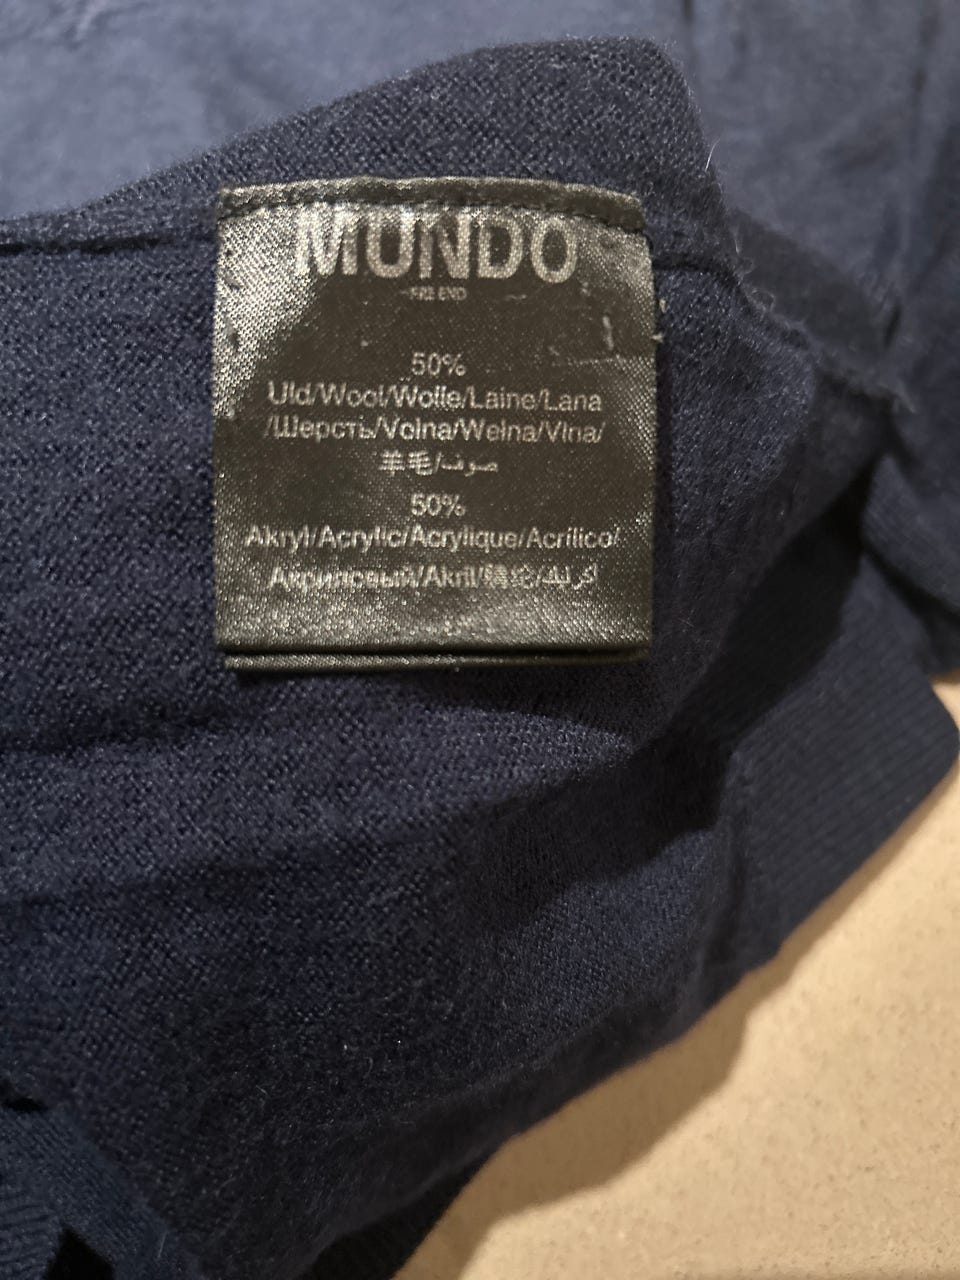 MUNDO
50%
Uld/Wool/Wolle/Laine/Lana
/Шерсть/Volna/Wełna/Vlna/
羊毛/صوف
50%
Akryl/Acrylic/Acrylique/Acrílico/
Акриловый/Akril/腈纶/اكريلك